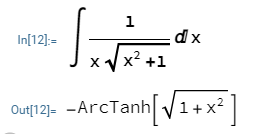 In[12]:= ∫ 1/(x √(x² + 1)) ⅆx
Out[12]= -ArcTanh[√(1 + x²)]